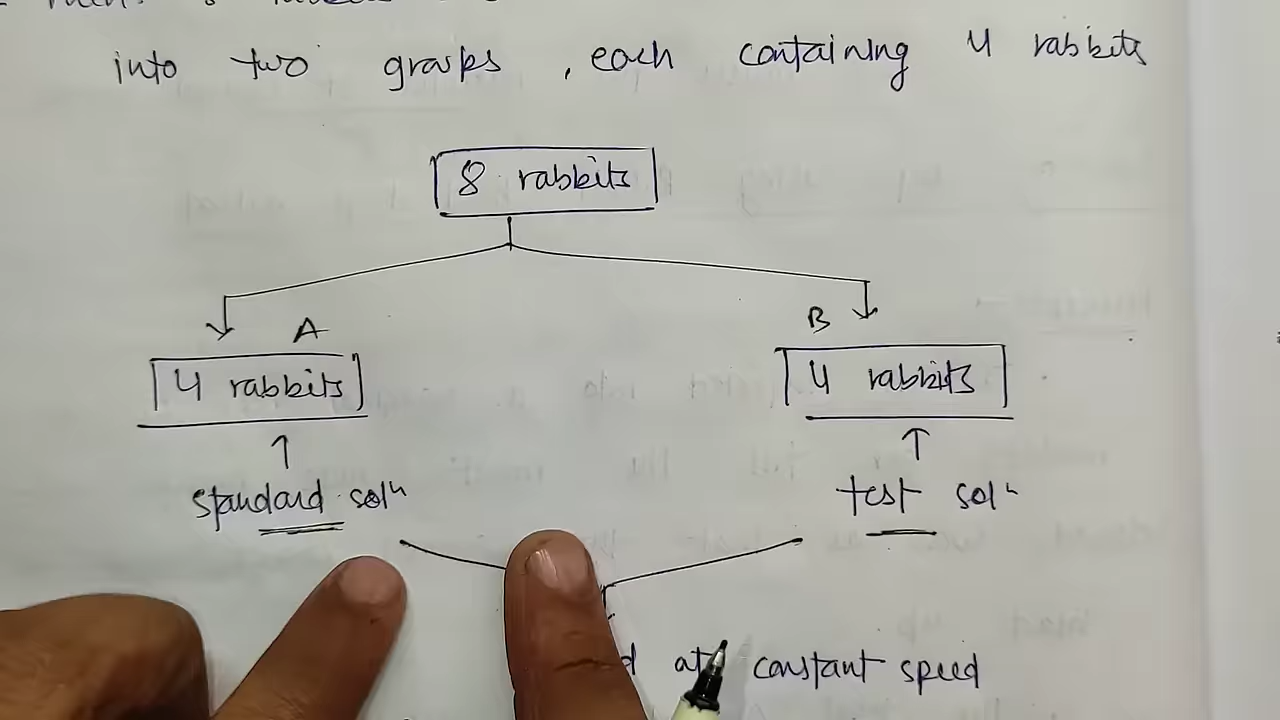 into two groups, each containing 4 rabbits
8 rabbits
A
B
4 rabbits
4 rabbits
standard solⁿ
test solⁿ
at constant speed